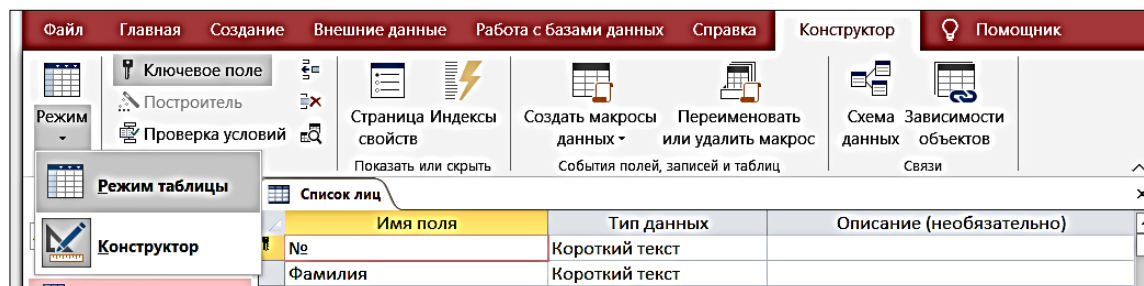 Файл Главная Создание Внешние данные Работа с базами данных Справка Конструктор Помощник
Режим
Ключевое поле
Построитель
Проверка условий
Страница свойств
Индексы
Показать или скрыть
Создать макросы данных
Переименовать или удалить макрос
События полей, записей и таблиц
Схема данных
Зависимости объектов
Связи
Режим таблицы
Конструктор
Список лиц
Имя поля Тип данных Описание (необязательно)
№ Короткий текст
Фамилия Короткий текст